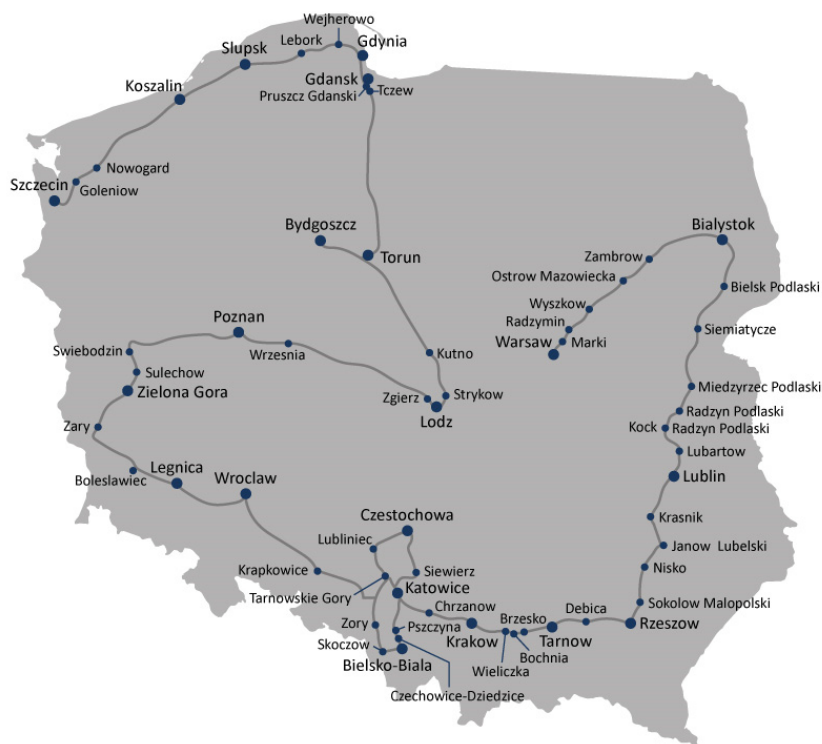 Wejherowo
Lebork
Gdynia
Slupsk
Gdansk
Koszalin
Pruszcz Gdanski
Tczew
Nowogard
Szczecin
Goleniow
Bydgoszcz
Bialystok
Torun
Zambrow
Ostrow Mazowiecka
Bielsk Podlaski
Wyszkow
Poznan
Radzymin
Siemiatycze
Warsaw
Marki
Swiebodzin
Wrzesnia
Kutno
Sulechow
Miedzyrzec Podlaski
Zielona Gora
Zgierz
Strykow
Radzyn Podlaski
Lodz
Zary
Kock
Radzyn Podlaski
Lubartow
Legnica
Wroclaw
Boleslawiec
Lublin
Czestochowa
Krasnik
Lubliniec
Janow Lubelski
Krapkowice
Siewierz
Nisko
Tarnowskie Gory
Katowice
Chrzanow
Debica
Sokolow Malopolski
Zory
Pszczyna
Brzesko
Rzeszow
Krakow
Tarnow
Skoczow
Bochnia
Bielsko-Biala
Wieliczka
Czechowice-Dziedzice